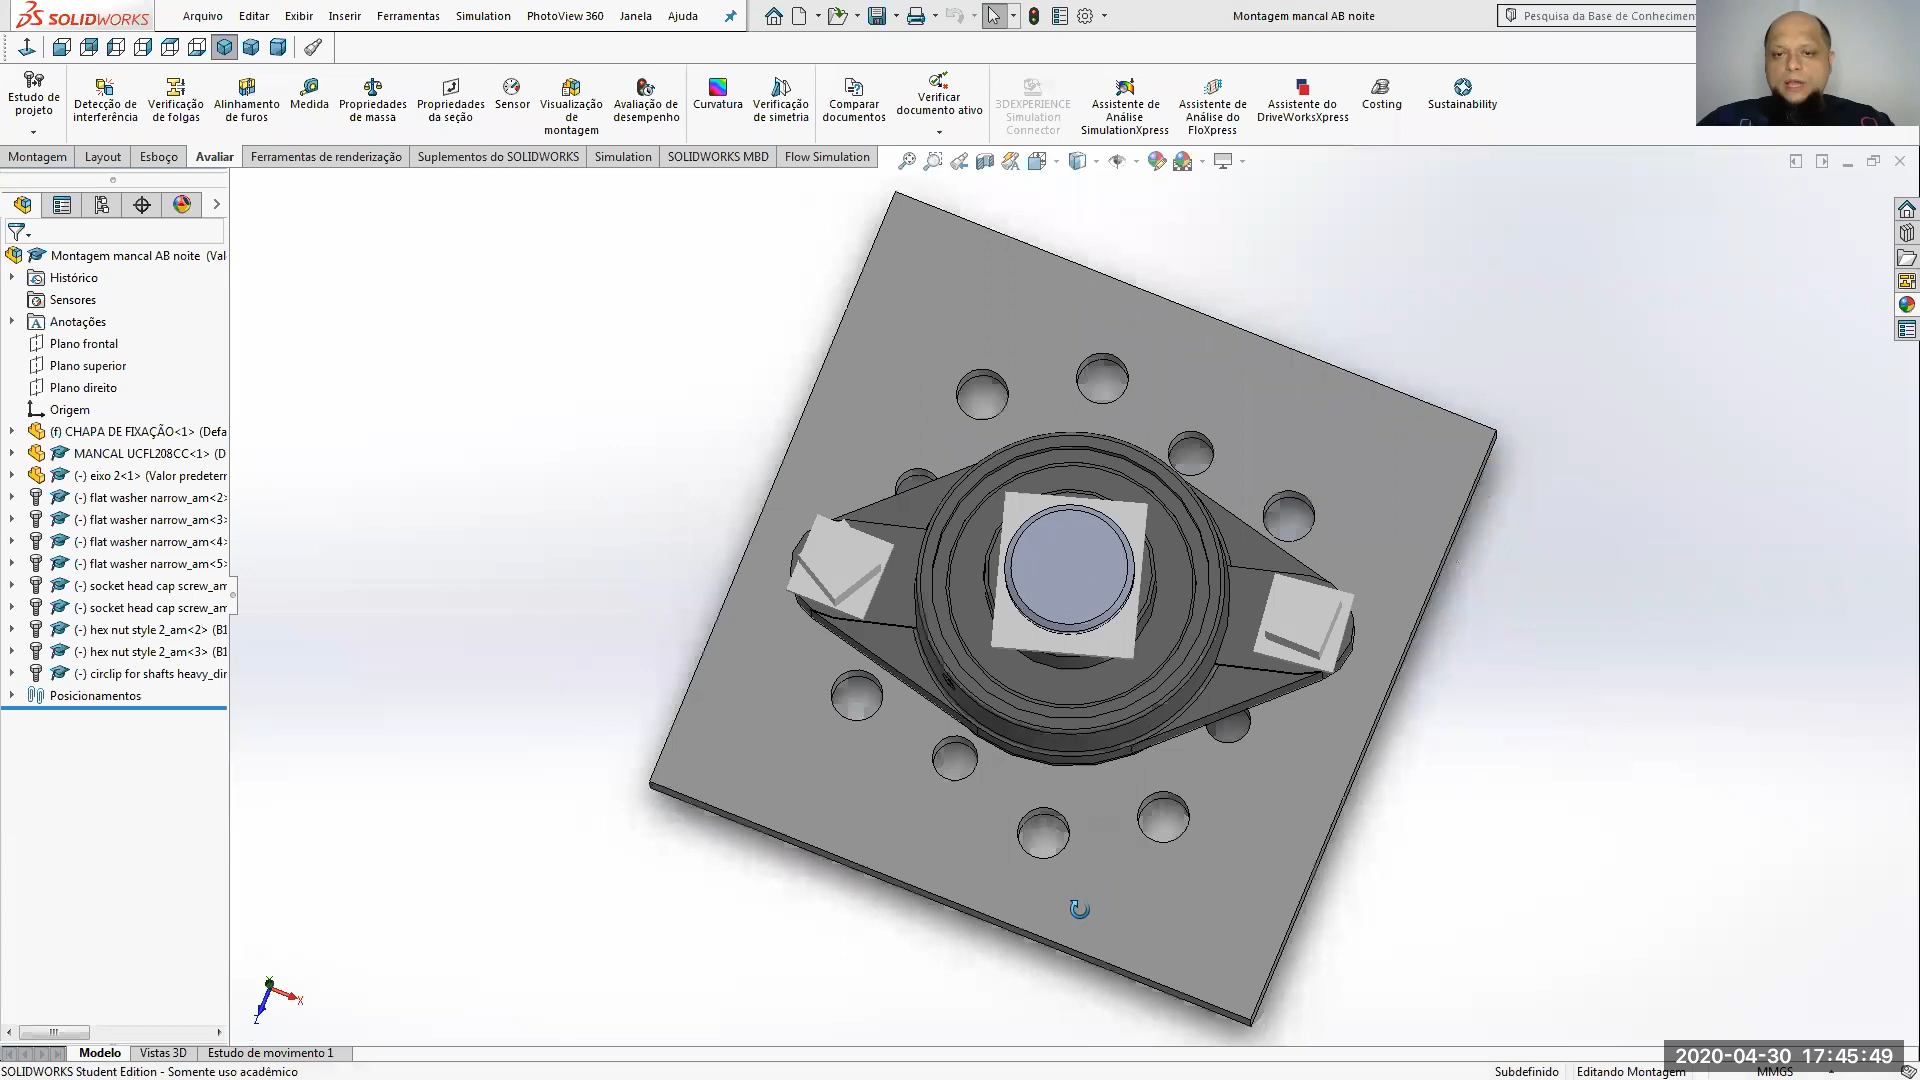 SOLIDWORKS
Arquivo Editar Exibir Inserir Ferramentas Simulation PhotoView 360 Janela Ajuda
Montagem mancal AB noite
Pesquisa da Base de Conhecimen
Estudo de projeto
Detecção de interferência
Verificação de folgas
Alinhamento de furos
Medida
Propriedades de massa
Propriedades da seção
Sensor
Visualização de montagem
Avaliação de desempenho
Curvatura
Verificação de simetria
Comparar documentos
Verificar documento ativo
3DEXPERIENCE Simulation Connector
Assistente de Análise SimulationXpress
Assistente de Análise do FloXpress
Assistente do DriveWorksXpress
Costing
Sustainability
Montagem Layout Esboço Avaliar Ferramentas de renderização Suplementos do SOLIDWORKS Simulation SOLIDWORKS MBD Flow Simulation
Montagem mancal AB noite (Val
Histórico
Sensores
Anotações
Plano frontal
Plano superior
Plano direito
Origem
(f) CHAPA DE FIXAÇÃO<1> (Defa
MANCAL UCFL208CC<1> (D
(-) eixo 2<1> (Valor predeterr
(-) flat washer narrow_am<2>
(-) flat washer narrow_am<3>
(-) flat washer narrow_am<4>
(-) flat washer narrow_am<5>
(-) socket head cap screw_am
(-) socket head cap screw_am
(-) hex nut style 2_am<2> (B1
(-) hex nut style 2_am<3> (B1
(-) circlip for shafts heavy_din
Posicionamentos
X
Z
Modelo Vistas 3D Estudo de movimento 1
2020-04-30 17:45:49
SOLIDWORKS Student Edition - Somente uso acadêmico
Subdefinido Editando Montagem MMGS